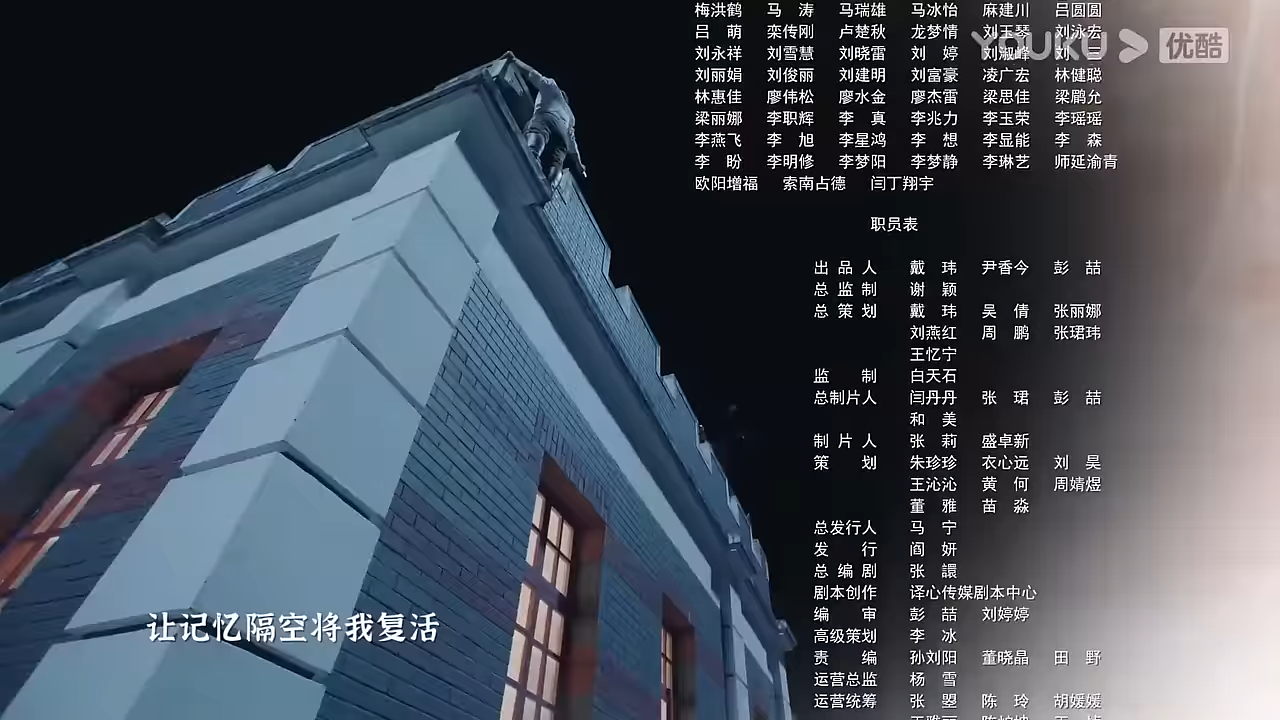 梅洪鹤 马 涛 马瑞雄 马冰怡 麻建川 吕圆圆
吕 萌 栾传刚 卢楚秋 龙梦情 刘玉琴 刘泳宏
YOUKU 优酷
刘永祥 刘雪慧 刘晓雷 刘 婷 刘淑峰 刘 三
刘丽娟 刘俊丽 刘建明 刘富豪 凌广宏 林健聪
林惠佳 廖伟松 廖水金 廖杰雷 梁思佳 梁鹛允
梁丽娜 李职辉 李 真 李兆力 李玉荣 李瑶瑶
李燕飞 李 旭 李星鸿 李 想 李显能 李 森
李 盼 李明修 李梦阳 李梦静 李琳艺 师延渝青
欧阳增福 索南占德 闫丁翔宇
职员表
出 品 人 戴 玮 尹香今 彭 喆
总 监 制 谢 颖
总 策 划 戴 玮 吴 倩 张丽娜
刘燕红 周 鹏 张珺玮
王忆宁
监 制 白天石
总制片人 闫丹丹 张 珺 彭 喆
和 美
制 片 人 张 莉 盛卓新
策 划 朱珍珍 衣心远 刘 昊
王沁沁 黄 何 周婧煜
董 雅 苗 淼
总发行人 马 宁
发 行 阎 妍
总 编 剧 张 譞
剧本创作 译心传媒剧本中心
编 审 彭 喆 刘婷婷
高级策划 李 冰
责 编 孙刘阳 董晓晶 田 野
运营总监 杨 雪
运营统筹 张 曌 陈 玲 胡媛媛
让记忆隔空将我复活